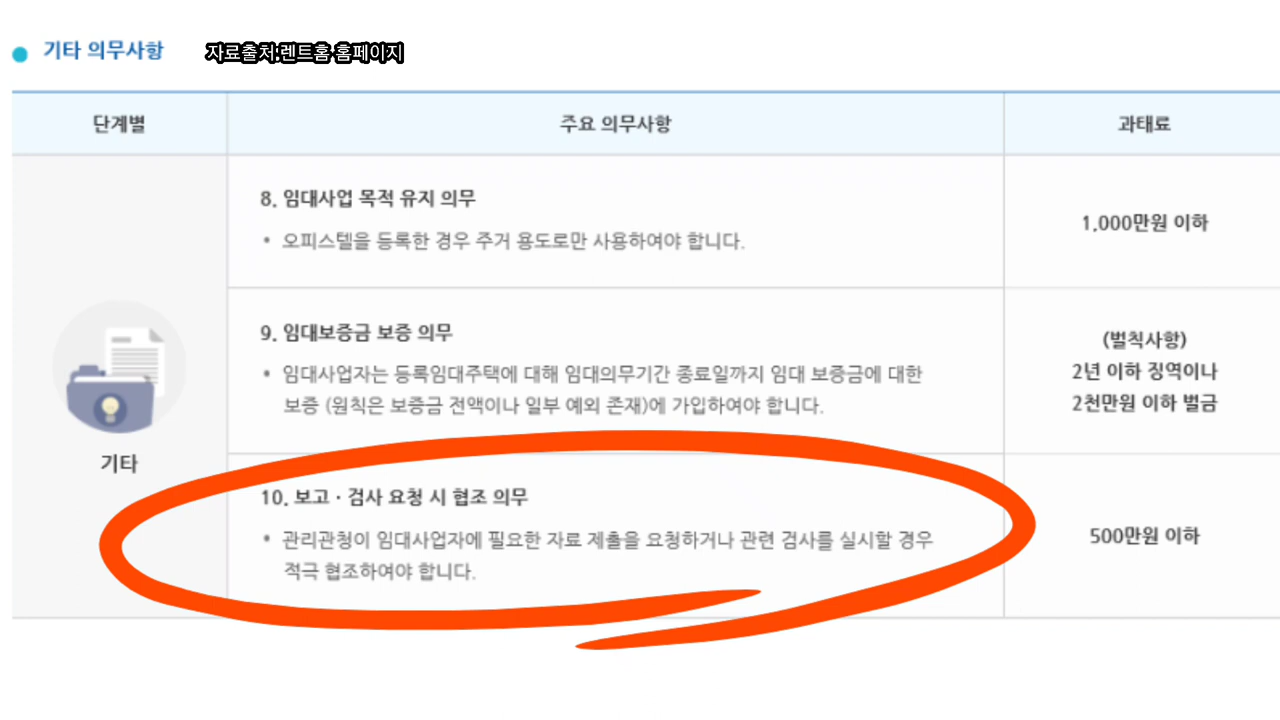 기타 의무사항
자료출처:렌트홈 홈페이지
단계별
주요 의무사항
과태료
기타
8. 임대사업 목적 유지 의무
• 오피스텔을 등록한 경우 주거 용도로만 사용하여야 합니다.
1,000만원 이하
9. 임대보증금 보증 의무
• 임대사업자는 등록임대주택에 대해 임대의무기간 종료일까지 임대 보증금에 대한
보증 (원칙은 보증금 전액이나 일부 예외 존재)에 가입하여야 합니다.
(벌칙사항)
2년 이하 징역이나
2천만원 이하 벌금
10. 보고 · 검사 요청 시 협조 의무
• 관리관청이 임대사업자에 필요한 자료 제출을 요청하거나 관련 검사를 실시할 경우
적극 협조하여야 합니다.
500만원 이하